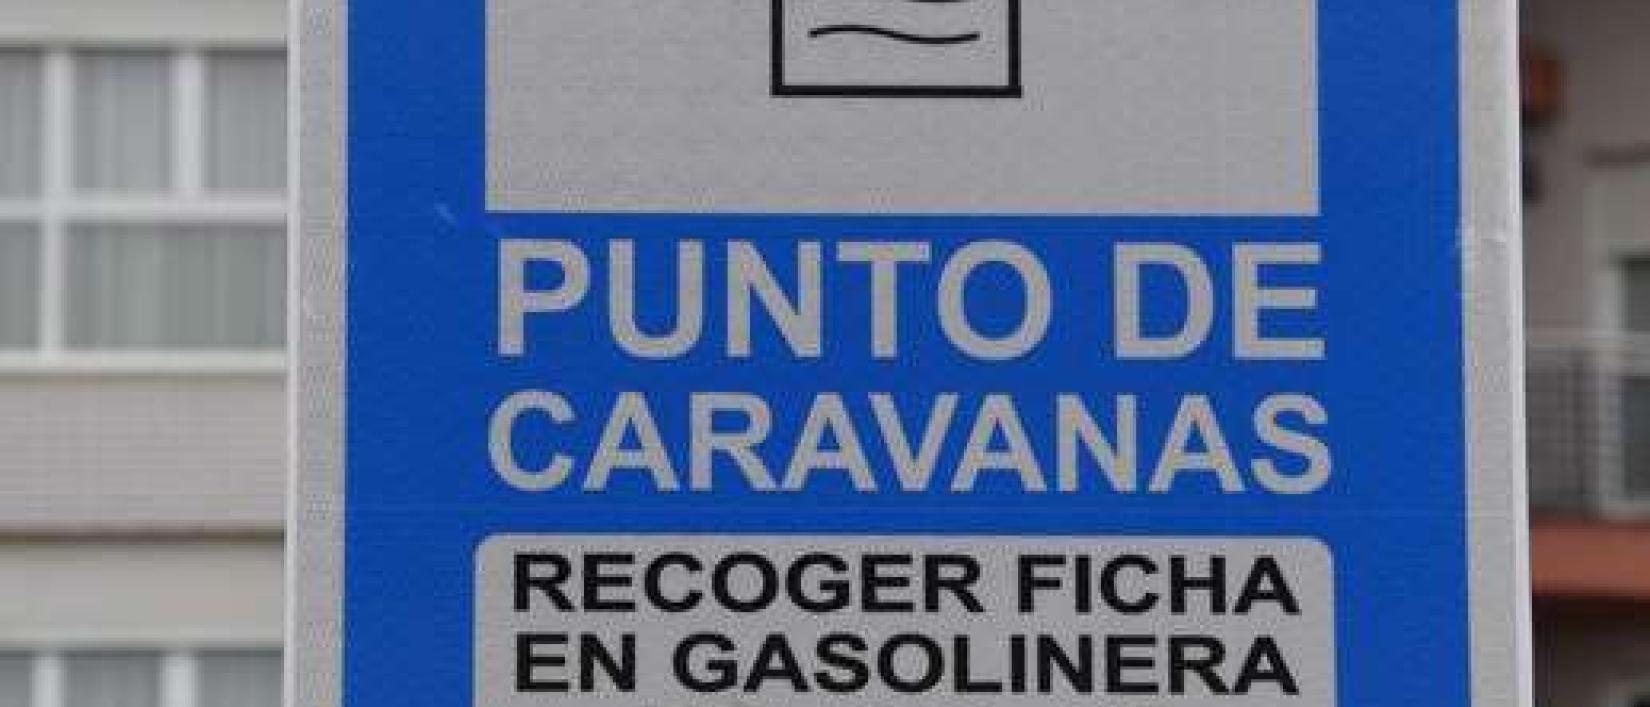 PUNTO DE
CARAVANAS
RECOGER FICHA
EN GASOLINERA